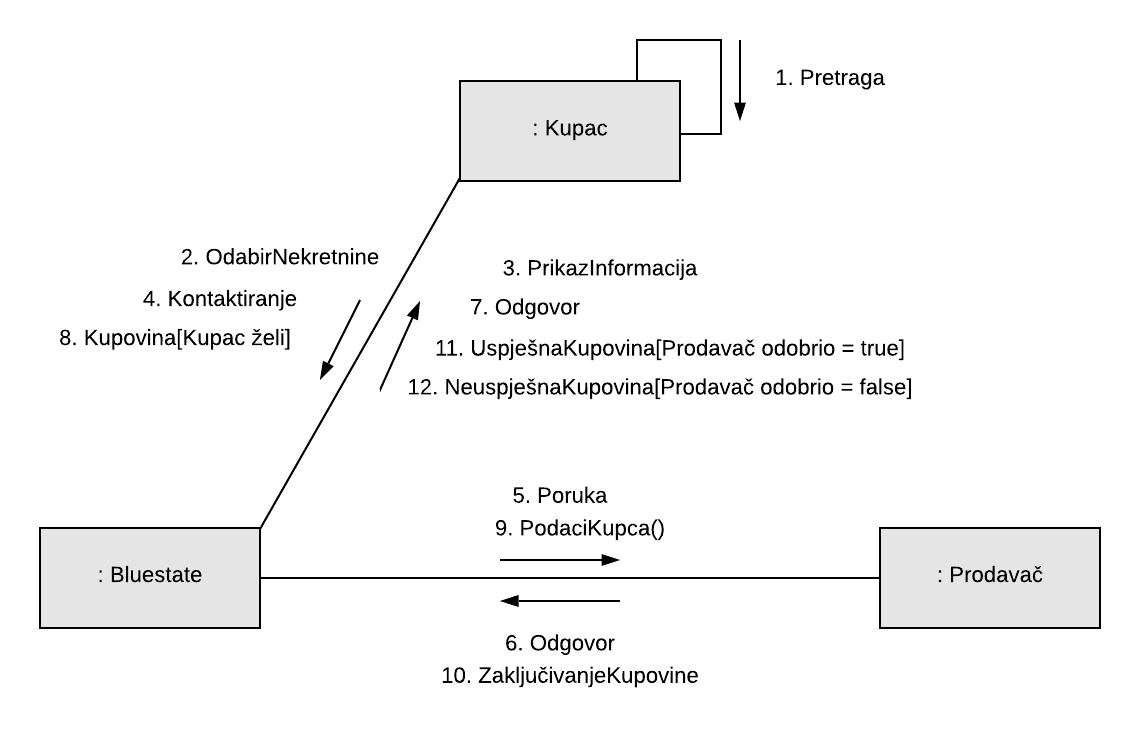 1. Pretraga
: Kupac
2. OdabirNekretnine
4. Kontaktiranje
8. Kupovina[Kupac želi]
3. PrikazInformacija
7. Odgovor
11. UspješnaKupovina[Prodavač odobrio = true]
12. NeuspješnaKupovina[Prodavač odobrio = false]
5. Poruka
9. PodaciKupca()
: Bluestate
: Prodavač
6. Odgovor
10. ZaključivanjeKupovine